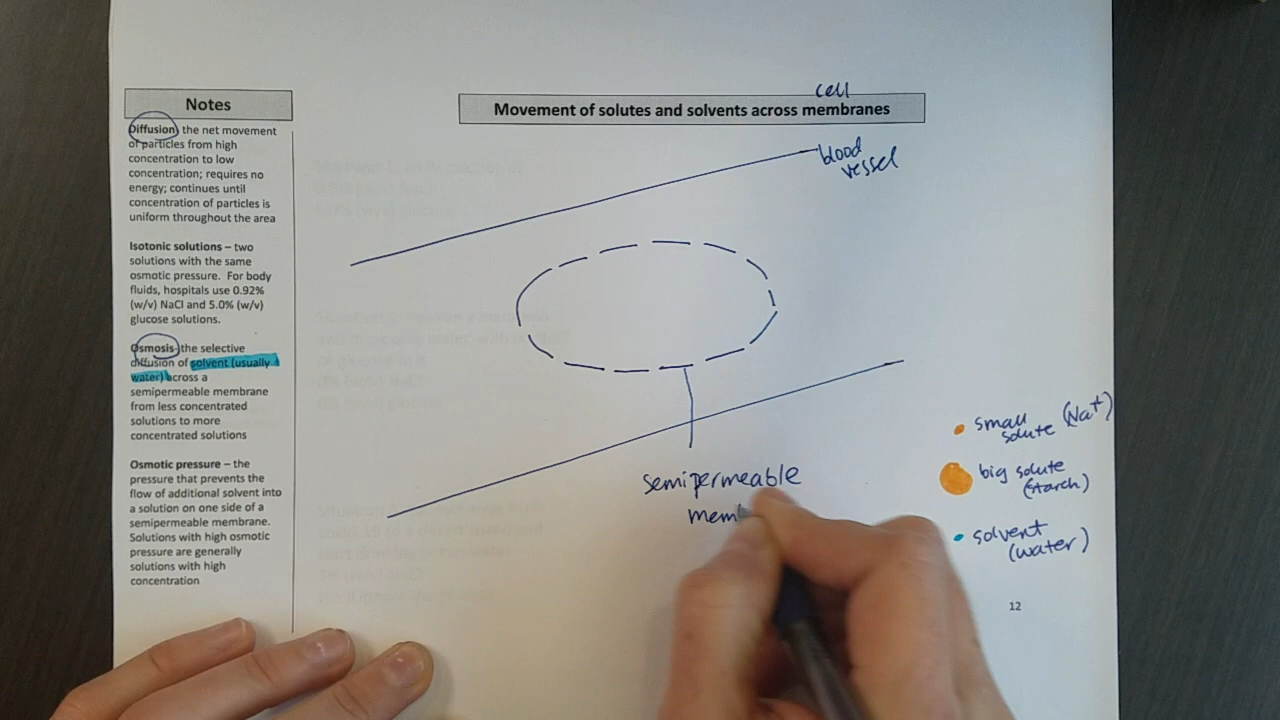 Notes
Diffusion, the net movement
of particles from high
concentration to low
concentration; requires no
energy; continues until
concentration of particles is
uniform throughout the area
Isotonic solutions – two
solutions with the same
osmotic pressure. For body
fluids, hospitals use 0.92%
(w/v) NaCl and 5.0% (w/v)
glucose solutions.
Osmosis-the selective
diffusion of solvent (usually
water) across a
semipermeable membrane
from less concentrated
solutions to more
concentrated solutions
Osmotic pressure – the
pressure that prevents the
flow of additional solvent into
a solution on one side of a
semipermeable membrane.
Solutions with high osmotic
pressure are generally
solutions with high
concentration
cell
Movement of solutes and solvents across membranes
blood
vessel
semipermeable
mem
small
solute (Na+)
big solute
(starch)
solvent
(water)
12